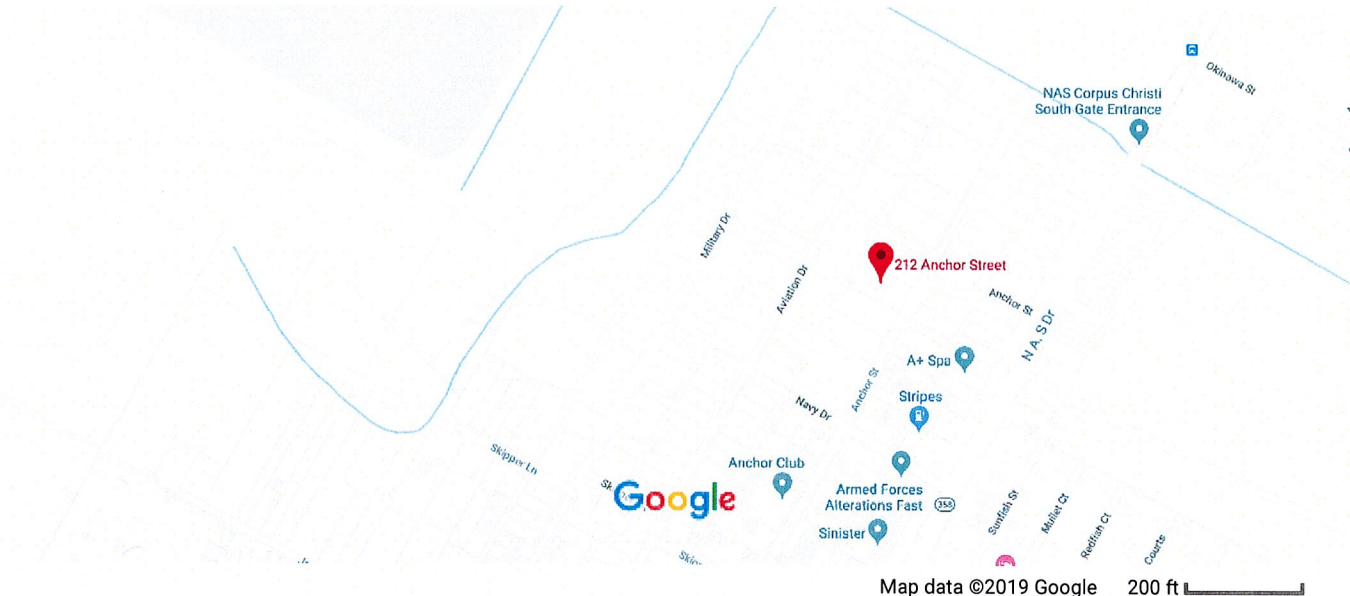 Okinawa St
NAS Corpus Christi
South Gate Entrance
Military Dr
212 Anchor Street
Aviation Dr
Anchor St
N A. S Dr
A+ Spa
Anchor St
Stripes
Navy Dr
Skipper Ln
Anchor Club
Google
Armed Forces
Alterations Fast
358
Sunfish St
Mullet Ct
Redfish Ct
Courts
Sinister
Map data ©2019 Google
200 ft